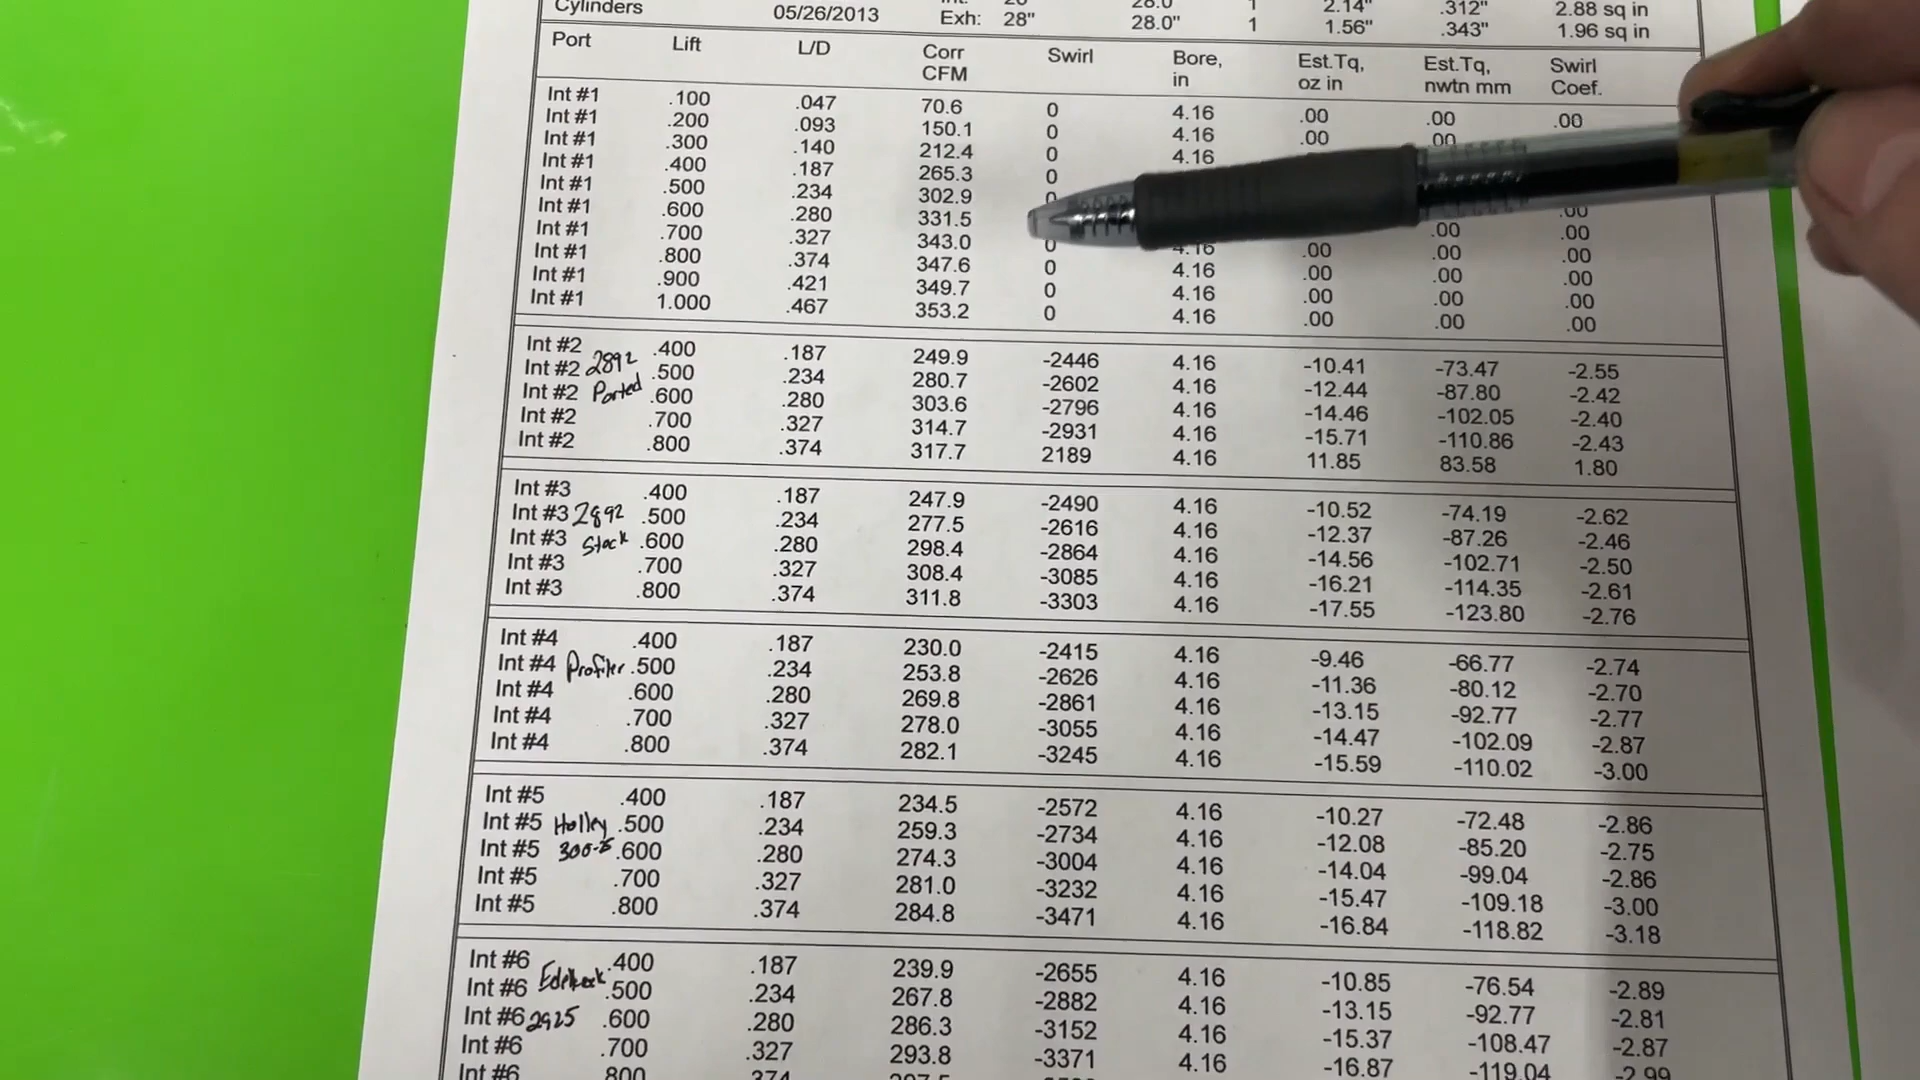 Cylinders 05/26/2013 Exh: 28" 28.0" 1 1.56" .343" 1.96 sq in
28.0 1 2.14" .312" 2.88 sq in
Port Lift L/D Corr CFM Swirl Bore, in Est.Tq, oz in Est.Tq, nwtn mm Swirl Coef.
Int #1 .100 .047 70.6 0 4.16 .00 .00 .00
Int #1 .200 .093 150.1 0 4.16 .00 .00
Int #1 .300 .140 212.4 0 4.16
Int #1 .400 .187 265.3 0
Int #1 .500 .234 302.9 0
Int #1 .600 .280 331.5 .00
Int #1 .700 .327 343.0 0 4.16 .00 .00 .00
Int #1 .800 .374 347.6 0 4.16 .00 .00 .00
Int #1 .900 .421 349.7 0 4.16 .00 .00 .00
Int #1 1.000 .467 353.2 0 4.16 .00 .00 .00
Int #2 .400 .187 249.9 -2446 4.16 -10.41 -73.47 -2.55
Int #2 2892 .500 .234 280.7 -2602 4.16 -12.44 -87.80 -2.42
Int #2 Ported .600 .280 303.6 -2796 4.16 -14.46 -102.05 -2.40
Int #2 .700 .327 314.7 -2931 4.16 -15.71 -110.86 -2.43
Int #2 .800 .374 317.7 2189 4.16 11.85 83.58 1.80
Int #3 .400 .187 247.9 -2490 4.16 -10.52 -74.19 -2.62
Int #3 2892 .500 .234 277.5 -2616 4.16 -12.37 -87.26 -2.46
Int #3 Stock .600 .280 298.4 -2864 4.16 -14.56 -102.71 -2.50
Int #3 .700 .327 308.4 -3085 4.16 -16.21 -114.35 -2.61
Int #3 .800 .374 311.8 -3303 4.16 -17.55 -123.80 -2.76
Int #4 .400 .187 230.0 -2415 4.16 -9.46 -66.77 -2.74
Int #4 Profiler .500 .234 253.8 -2626 4.16 -11.36 -80.12 -2.70
Int #4 .600 .280 269.8 -2861 4.16 -13.15 -92.77 -2.77
Int #4 .700 .327 278.0 -3055 4.16 -14.47 -102.09 -2.87
Int #4 .800 .374 282.1 -3245 4.16 -15.59 -110.02 -3.00
Int #5 .400 .187 234.5 -2572 4.16 -10.27 -72.48 -2.86
Int #5 Holley .500 .234 259.3 -2734 4.16 -12.08 -85.20 -2.75
Int #5 .600 .280 274.3 -3004 4.16 -14.04 -99.04 -2.86
Int #5 .700 .327 281.0 -3232 4.16 -15.47 -109.18 -3.00
Int #5 .800 .374 284.8 -3471 4.16 -16.84 -118.82 -3.18
Int #6 .400 .187 239.9 -2655 4.16 -10.85 -76.54 -2.89
Int #6 Edelbrock .500 .234 267.8 -2882 4.16 -13.15 -92.77 -2.81
Int #6 2925 .600 .280 286.3 -3152 4.16 -15.37 -108.47 -2.87
Int #6 .700 .327 293.8 -3371 4.16 -16.87 -119.04 -2.99
Int #6 .800 .374